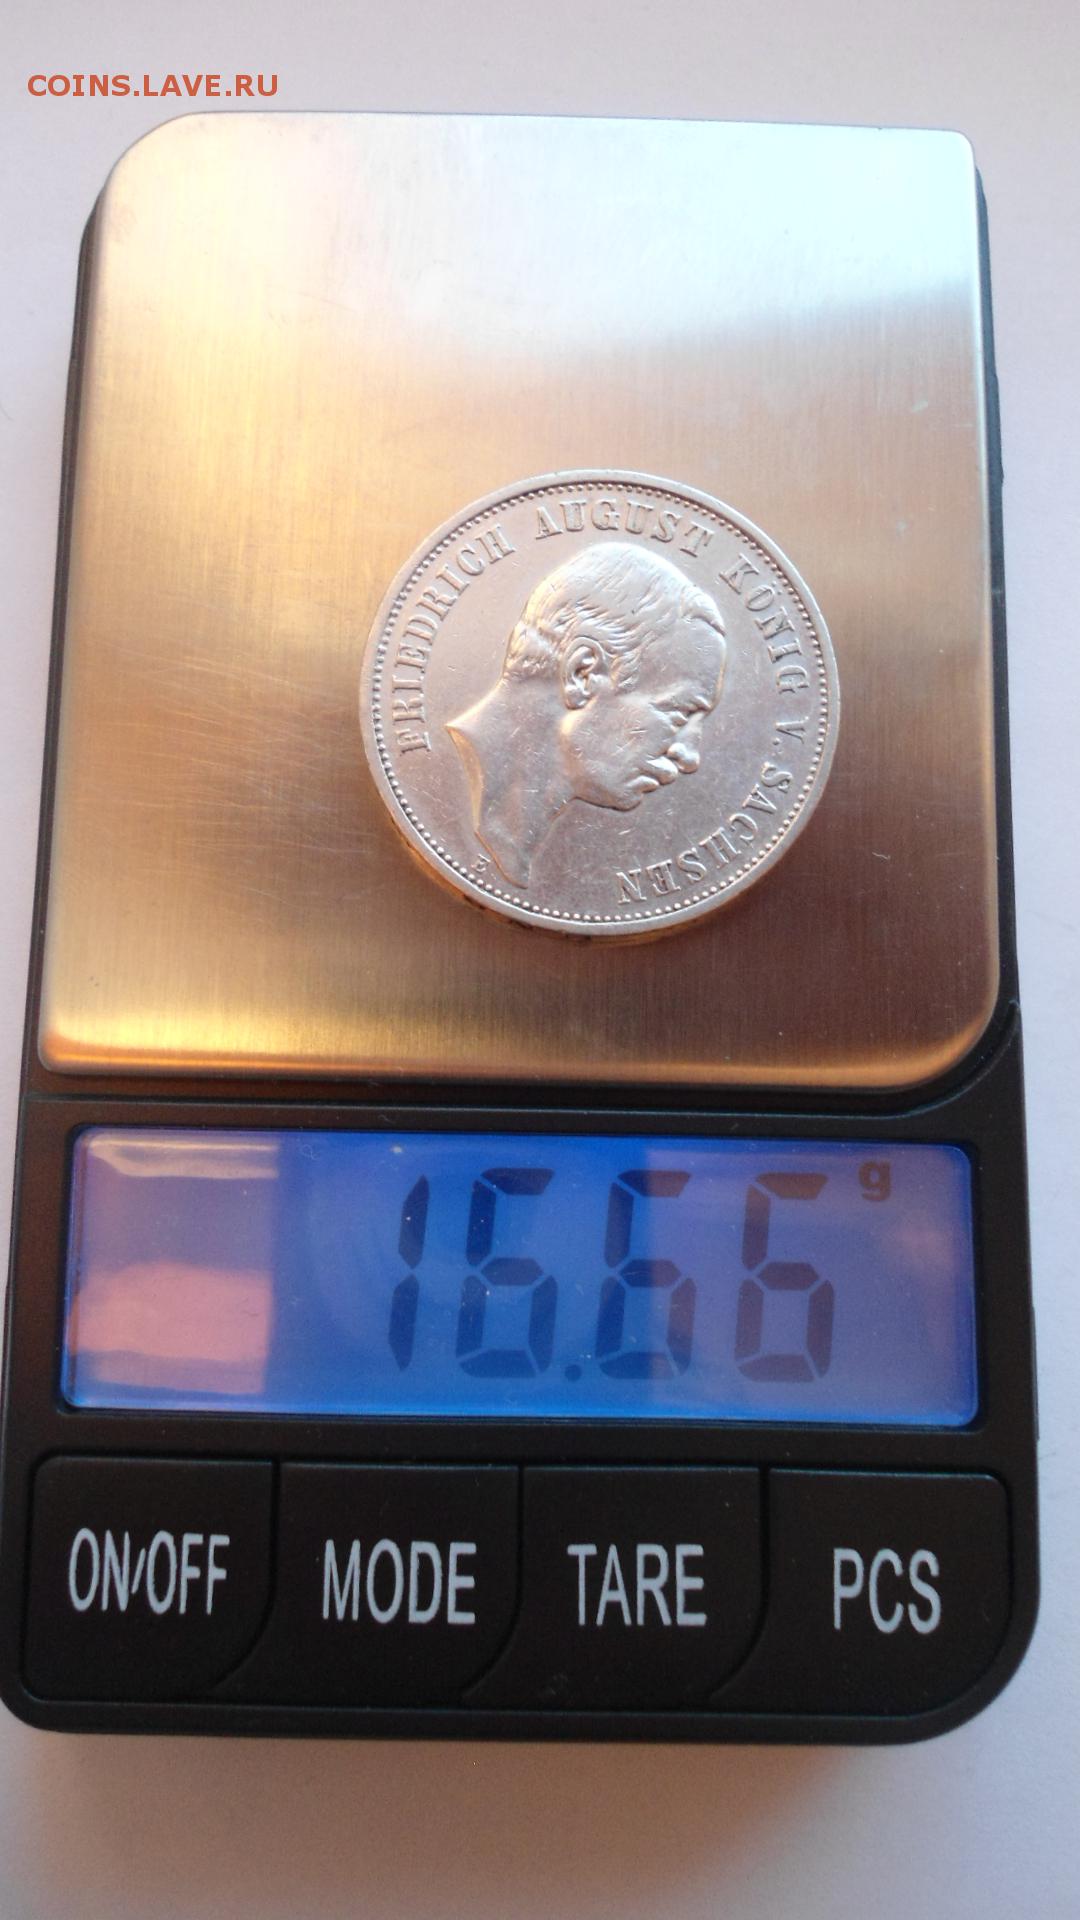 COINS.LAVE.RU
FRIEDRICH AUGUST KÖNIG V. SACHSEN
E
16.66 g
ON/OFF MODE TARE PCS